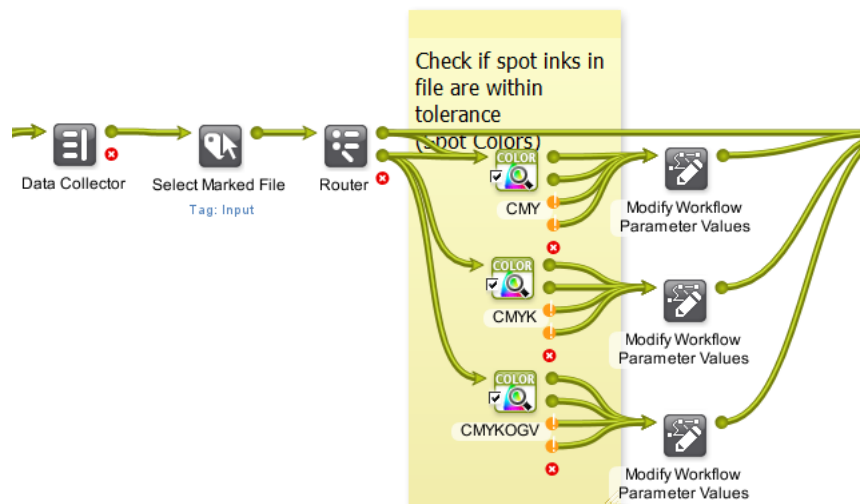 Check if spot inks in
file are within
tolerance
(Spot Colors)
Data Collector
Select Marked File
Tag: Input
Router
COLOR
CMY
Modify Workflow
Parameter Values
COLOR
CMYK
Modify Workflow
Parameter Values
COLOR
CMYKOGV
Modify Workflow
Parameter Values